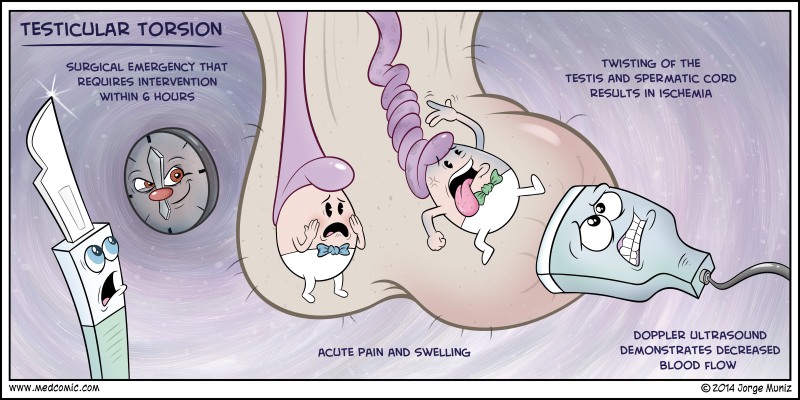 TESTICULAR TORSION
SURGICAL EMERGENCY THAT
REQUIRES INTERVENTION
WITHIN 6 HOURS
TWISTING OF THE
TESTIS AND SPERMATIC CORD
RESULTS IN ISCHEMIA
ACUTE PAIN AND SWELLING
DOPPLER ULTRASOUND
DEMONSTRATES DECREASED
BLOOD FLOW
www.medcomic.com
© 2014 Jorge Muniz